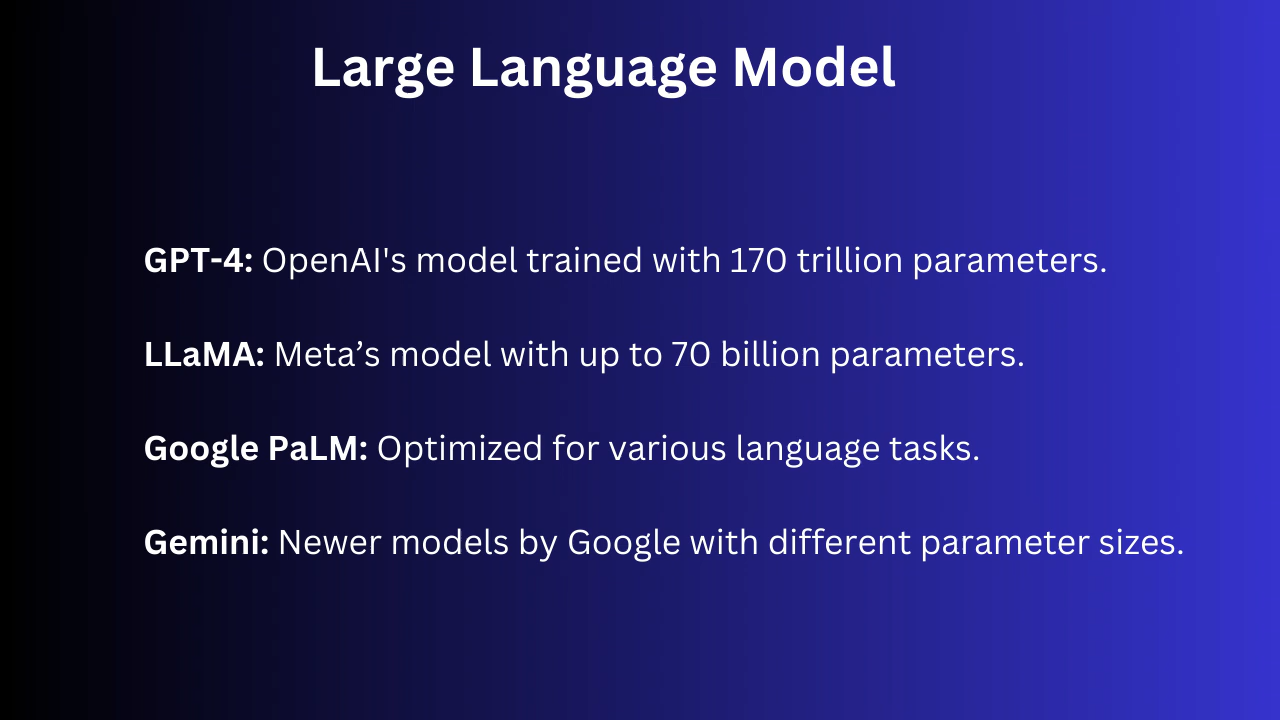 Large Language Model
GPT-4: OpenAI's model trained with 170 trillion parameters.
LLaMA: Meta’s model with up to 70 billion parameters.
Google PaLM: Optimized for various language tasks.
Gemini: Newer models by Google with different parameter sizes.